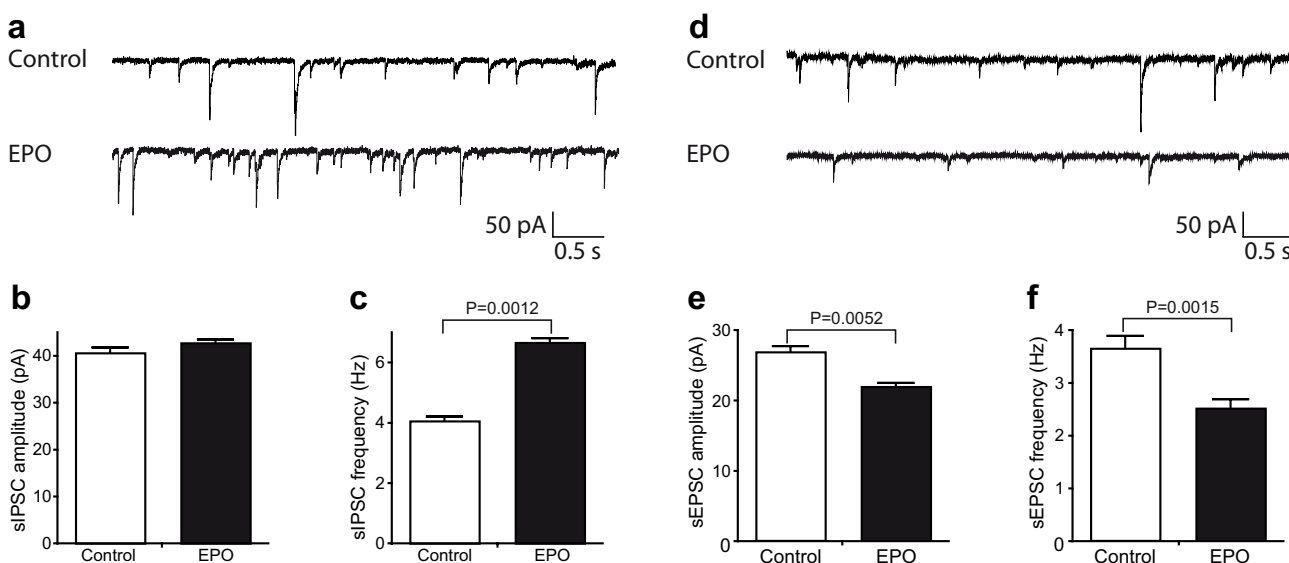 a
Control
EPO
50 pA
0.5 s
d
Control
EPO
50 pA
0.5 s
b
sIPSC amplitude (pA)
40
30
20
10
0
Control
EPO
c
P=0.0012
sIPSC frequency (Hz)
6
4
2
0
Control
EPO
e
P=0.0052
sEPSC amplitude (pA)
30
20
10
0
Control
EPO
f
P=0.0015
sEPSC frequency (Hz)
4
3
2
1
0
Control
EPO